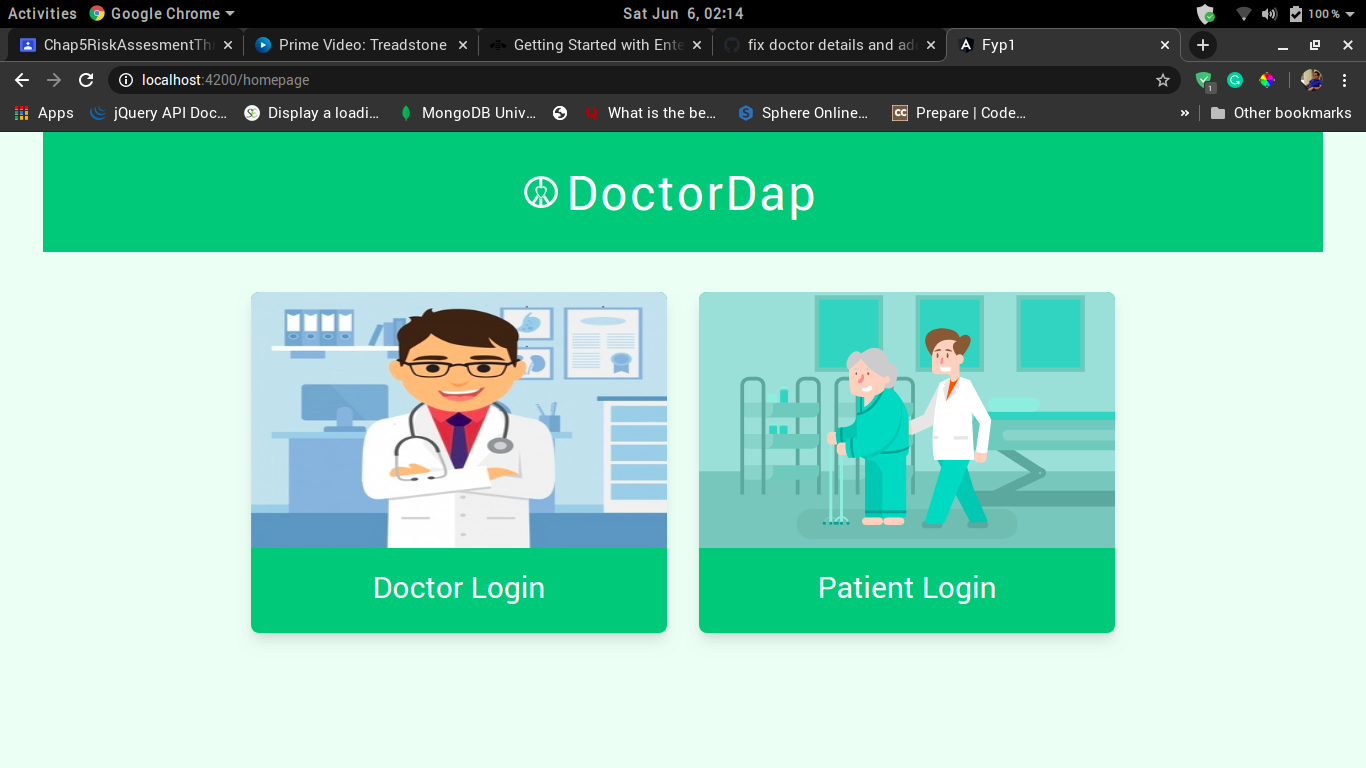 Activities Google Chrome Sat Jun 6, 02:14 100 %
Chap5RiskAssesmentTh Prime Video: Treadstone Getting Started with Ente fix doctor details and ad Fyp1
localhost:4200/homepage 1
Apps jQuery API Doc... Display a loadi... MongoDB Univ... What is the be... Sphere Online... CC Prepare | Code... » Other bookmarks
DoctorDap
Doctor Login
Patient Login